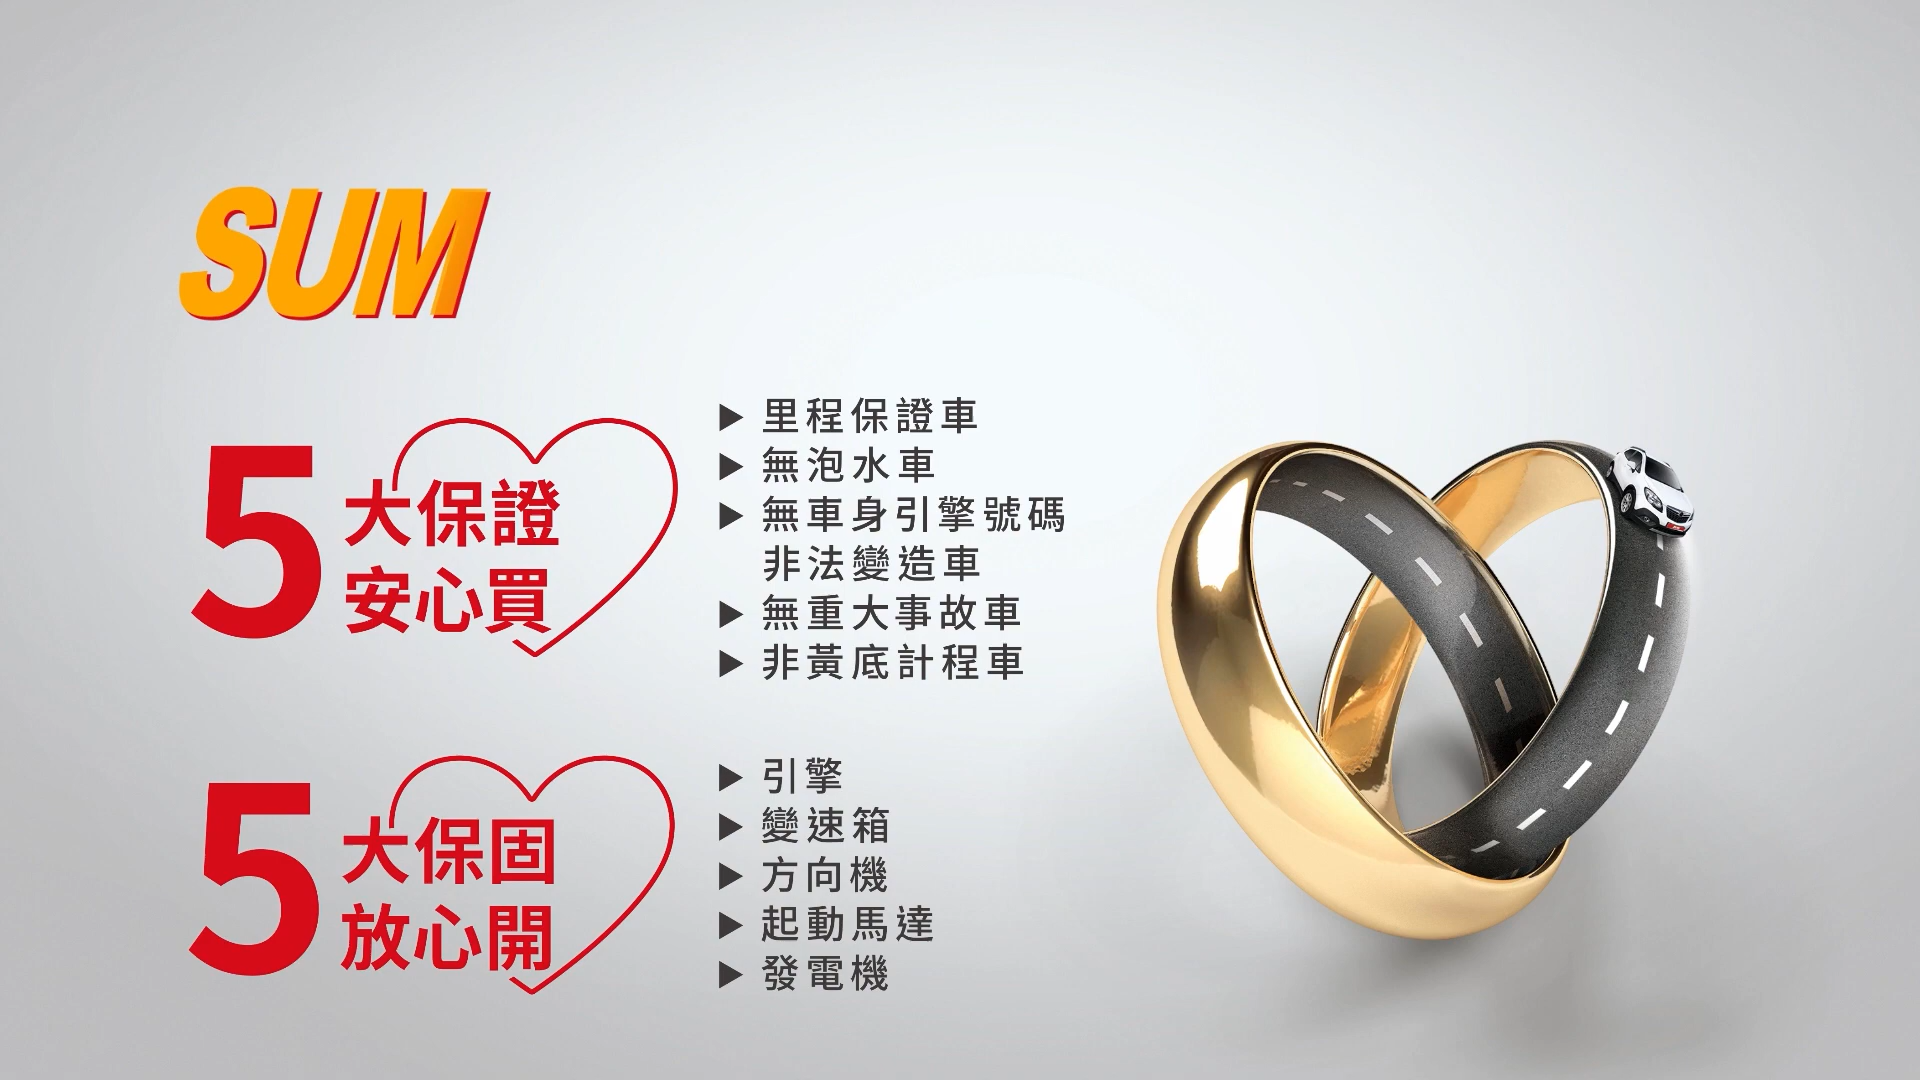 SUM
5大保證
安心買
▶ 里程保證車
▶ 無泡水車
▶ 無車身引擎號碼
非法變造車
▶ 無重大事故車
▶ 非黃底計程車
5大保固
放心開
▶ 引擎
▶ 變速箱
▶ 方向機
▶ 起動馬達
▶ 發電機